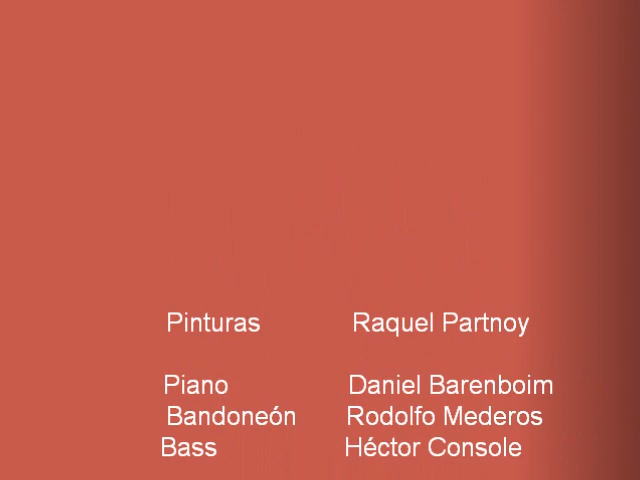 Pinturas Raquel Partnoy
Piano Daniel Barenboim
Bandoneón Rodolfo Mederos
Bass Héctor Console